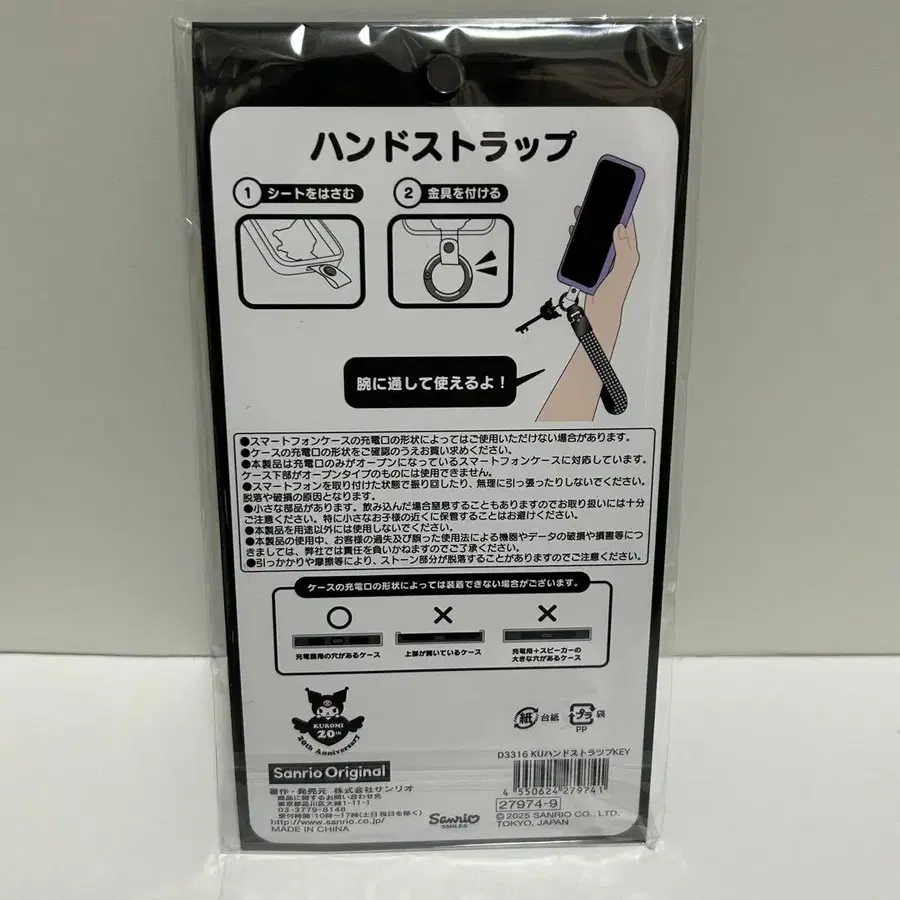 ハンドストラップ
1 シートをはさむ
2 金具を付ける
腕に通して使えるよ!
●スマートフォンケースの充電口の形状によってはご使用いただけない場合があります。
●ケースの充電口の形状をご確認のうえお買い求めください。
●本製品は充電口のみがオープンになっているスマートフォンケースに対応しています。
ケース下部がオープンタイプのものには使用できません。
●スマートフォンを取り付けた状態で振り回したり、無理に引っ張ったりしないでください。
脱落や破損の原因となります。
●小さな部品があります。飲み込んだ場合窒息することもありますのでお取り扱いには十分
ご注意ください。特に小さなお子様の近くに保管することはお避けください。
●本製品を用途以外には使用しないでください。
●本製品の使用中、お客様の過失及び誤った使用法による機器やデータの破損や損害等につ
きましては、弊社では責任を負いかねますのでご了承ください。
●引っかかりや摩擦等により、ストーン部分が脱落することがありますのでご注意ください。
ケースの充電口の形状によっては装着できない場合がございます。
充電器用の穴があるケース
上部が開いているケース
充電用+スピーカーの
大きな穴があるケース
KUROMI
20th
20th Anniversary
紙 台紙
プラ 袋
PP
D3316 KUハンドストラップKEY
Sanrio Original
著作・発売元 株式会社サンリオ
商品に関するお問い合わせ先
東京都品川区大崎1-11-1
03-3779-8148
受付時間:10時~17時(土日祝日を除く)
http://www.sanrio.co.jp/
MADE IN CHINA
Sanrio
SMILES
4 550624 279741
27974-9
© 2025 SANRIO CO., LTD.
TOKYO, JAPAN